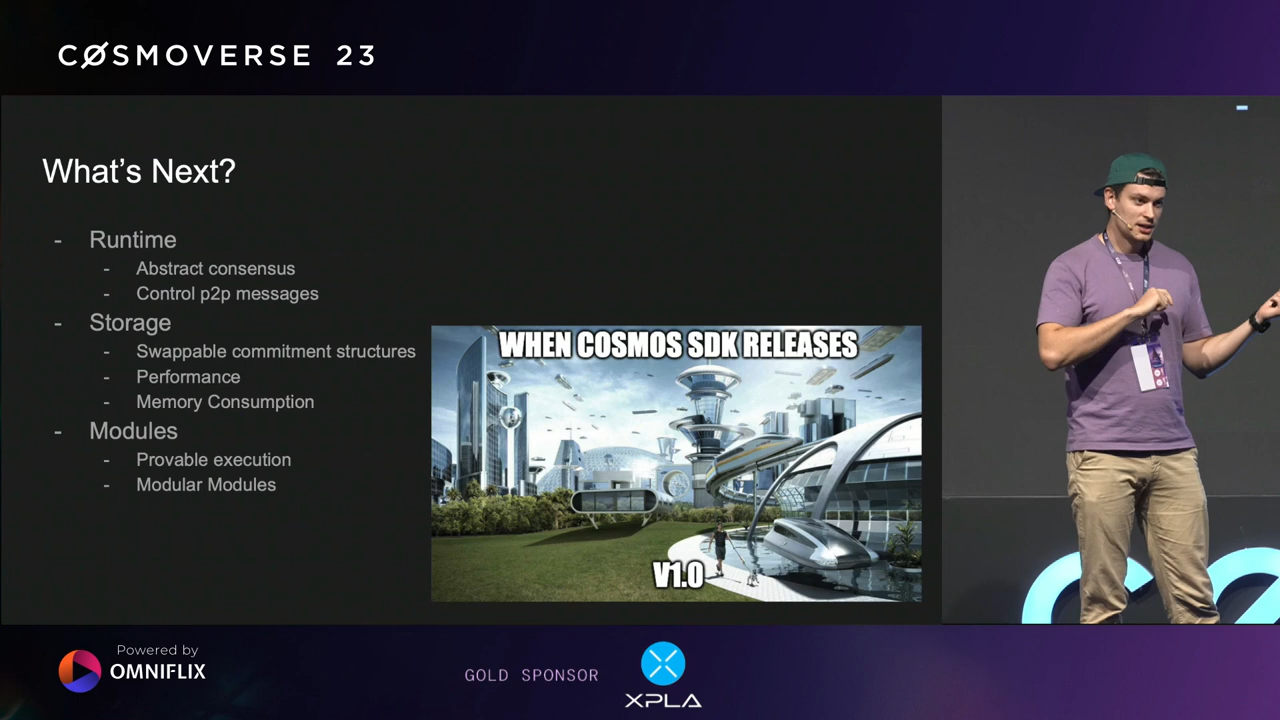 CØSMOVERSE 23
What's Next?
- Runtime
- Abstract consensus
- Control p2p messages
- Storage
- Swappable commitment structures
- Performance
- Memory Consumption
- Modules
- Provable execution
- Modular Modules
WHEN COSMOS SDK RELEASES
V1.0
Powered by
OMNIFLIX
GOLD SPONSOR
XPLA